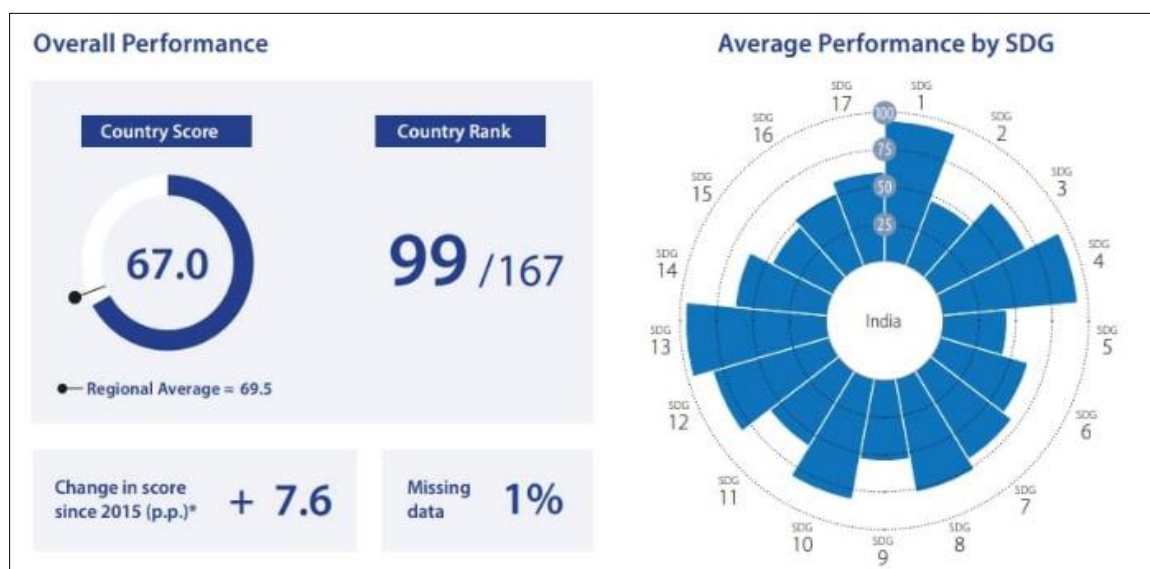 Overall Performance
Country Score
67.0
Regional Average = 69.5
Country Rank
99 /167
Change in score
since 2015 (p.p.)*
+ 7.6
Missing
data
1%
Average Performance by SDG
100
75
50
25
India
SDG
1
SDG
2
SDG
3
SDG
4
SDG
5
SDG
6
SDG
7
SDG
8
SDG
9
SDG
10
SDG
11
SDG
12
SDG
13
SDG
14
SDG
15
SDG
16
SDG
17